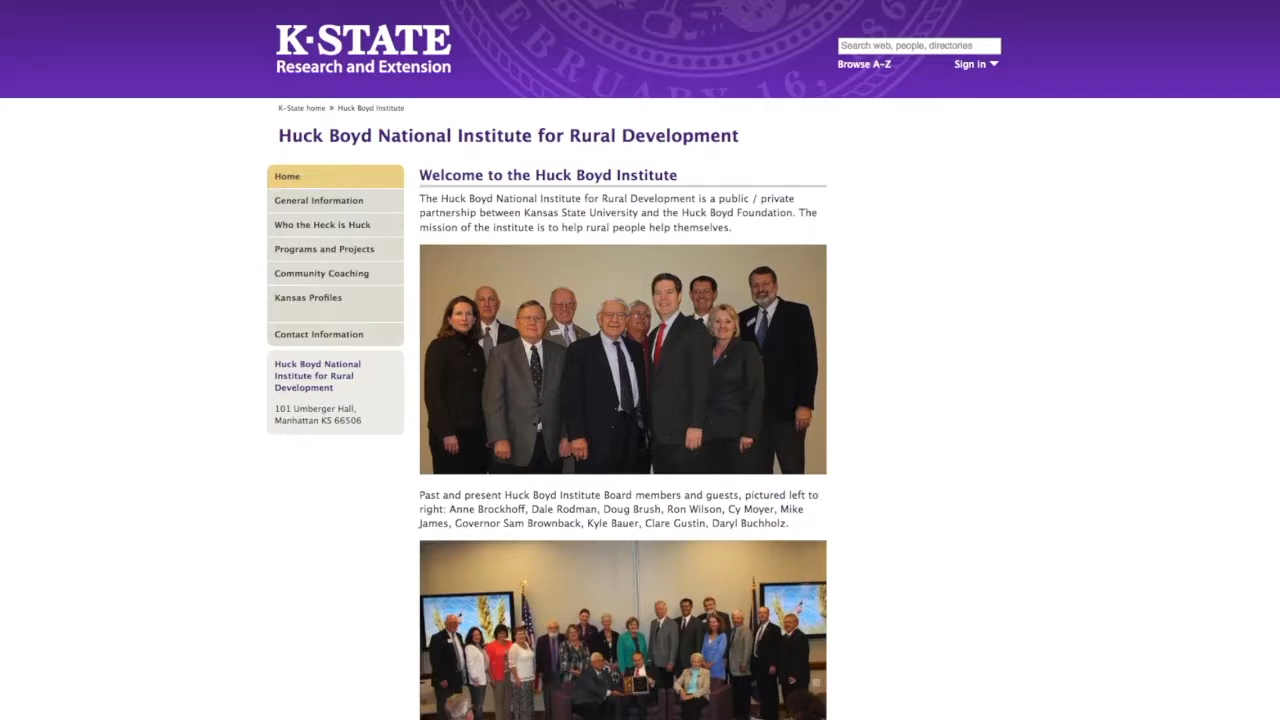 K·STATE
Research and Extension
EBRUARY 16,
Search web, people, directories
Browse A-Z
Sign in
K-State home » Huck Boyd Institute
Huck Boyd National Institute for Rural Development
Home
General Information
Who the Heck is Huck
Programs and Projects
Community Coaching
Kansas Profiles
Contact Information
Huck Boyd National
Institute for Rural
Development
101 Umberger Hall,
Manhattan KS 66506
Welcome to the Huck Boyd Institute
The Huck Boyd National Institute for Rural Development is a public / private
partnership between Kansas State University and the Huck Boyd Foundation. The
mission of the institute is to help rural people help themselves.
Past and present Huck Boyd Institute Board members and guests, pictured left to
right: Anne Brockhoff, Dale Rodman, Doug Brush, Ron Wilson, Cy Moyer, Mike
James, Governor Sam Brownback, Kyle Bauer, Clare Gustin, Daryl Buchholz.